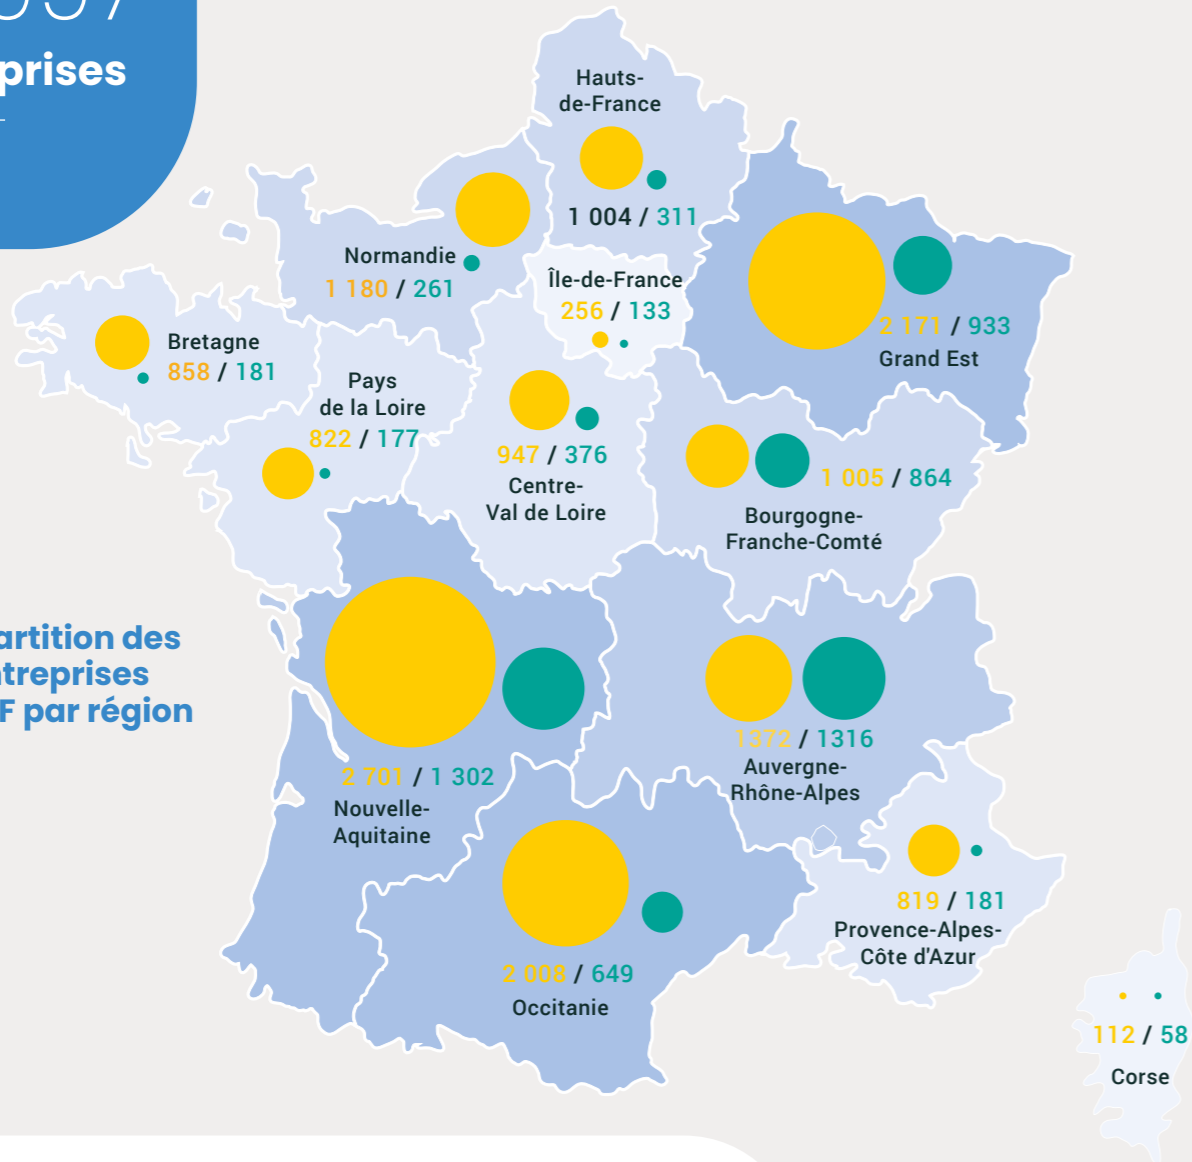 prises
Hauts-
de-France
1 004 / 311
Normandie
1 180 / 261
Île-de-France
256 / 133
2 171 / 933
Grand Est
Bretagne
858 / 181
Pays
de la Loire
822 / 177
947 / 376
Centre-
Val de Loire
1 005 / 864
Bourgogne-
Franche-Comté
artition des
ntreprises
F par région
1372 / 1316
Auvergne-
Rhône-Alpes
2 701 / 1 302
Nouvelle-
Aquitaine
819 / 181
Provence-Alpes-
Côte d'Azur
2 008 / 649
Occitanie
112 / 58
Corse